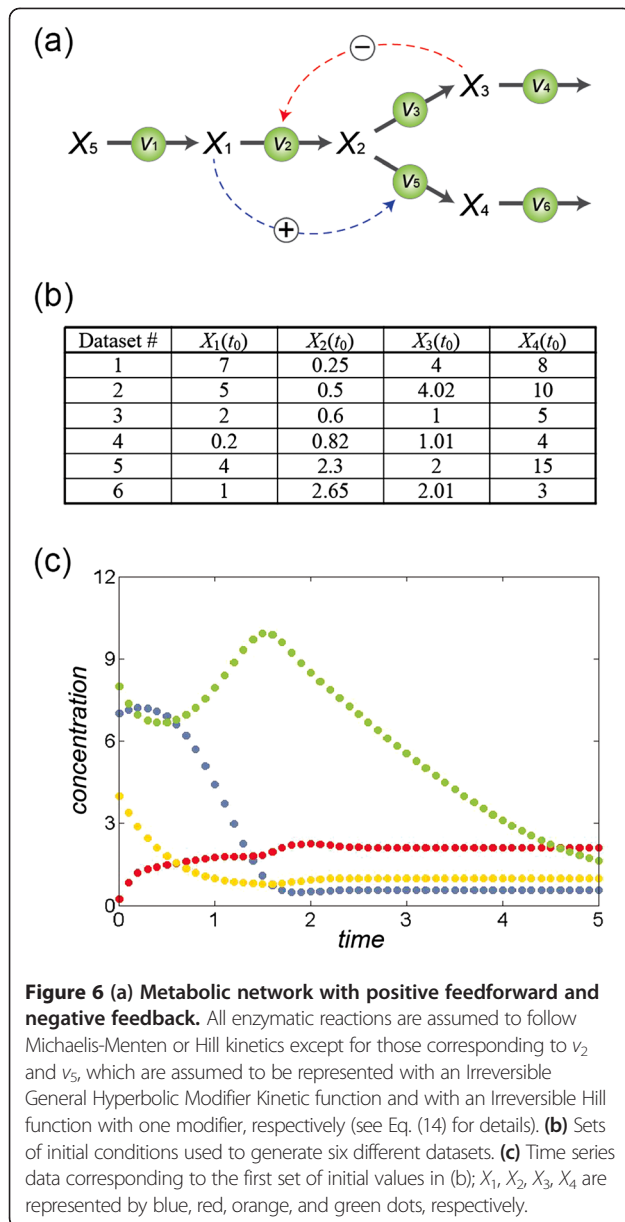 (a)
−
X3 v4
v3
X5 v1 X1 v2 X2
v5
X4 v6
+
(b)
Dataset # X1(t0) X2(t0) X3(t0) X4(t0)
1 7 0.25 4 8
2 5 0.5 4.02 10
3 2 0.6 1 5
4 0.2 0.82 1.01 4
5 4 2.3 2 15
6 1 2.65 2.01 3
(c)
12
9
6
3
0
concentration
0 1 2 3 4 5
time
Figure 6 (a) Metabolic network with positive feedforward and
negative feedback. All enzymatic reactions are assumed to follow
Michaelis-Menten or Hill kinetics except for those corresponding to v2
and v5, which are assumed to be represented with an Irreversible
General Hyperbolic Modifier Kinetic function and with an Irreversible Hill
function with one modifier, respectively (see Eq. (14) for details). (b) Sets
of initial conditions used to generate six different datasets. (c) Time series
data corresponding to the first set of initial values in (b); X1, X2, X3, X4 are
represented by blue, red, orange, and green dots, respectively.